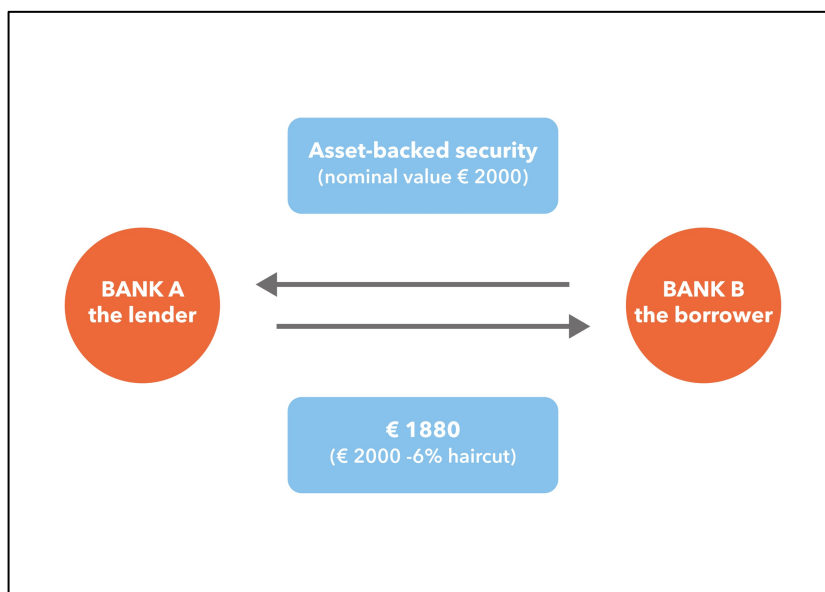 Asset-backed security
(nominal value € 2000)
BANK A
the lender
BANK B
the borrower
€ 1880
(€ 2000 -6% haircut)